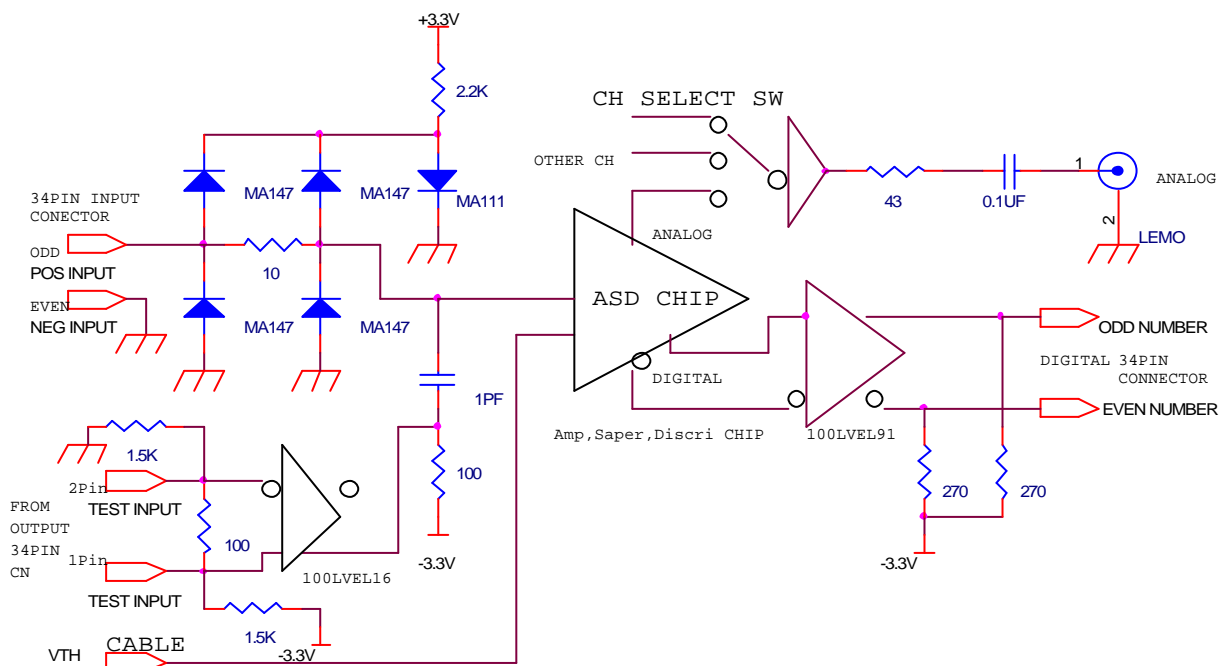 +3.3V
2.2K
CH SELECT SW
OTHER CH
MA147
MA147
MA111
34PIN INPUT
CONECTOR
ODD
POS INPUT
10
EVEN
NEG INPUT
MA147
MA147
ANALOG
43
0.1UF
1
2
ANALOG
LEMO
ASD CHIP
DIGITAL
1PF
Amp,Saper,Discri CHIP
100LVEL91
ODD NUMBER
DIGITAL 34PIN
CONNECTOR
EVEN NUMBER
270
270
-3.3V
1.5K
2Pin
TEST INPUT
FROM
OUTPUT
34PIN
CN
100
1Pin
TEST INPUT
100LVEL16
100
-3.3V
1.5K
-3.3V
VTH
CABLE